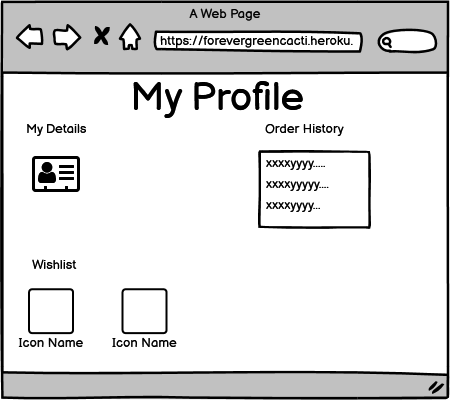 A Web Page
https://forevergreencacti.heroku.
My Profile
My Details
Order History
xxxxyyyy.....
xxxxyyyyy....
xxxxyyyy...
Wishlist
Icon Name
Icon Name